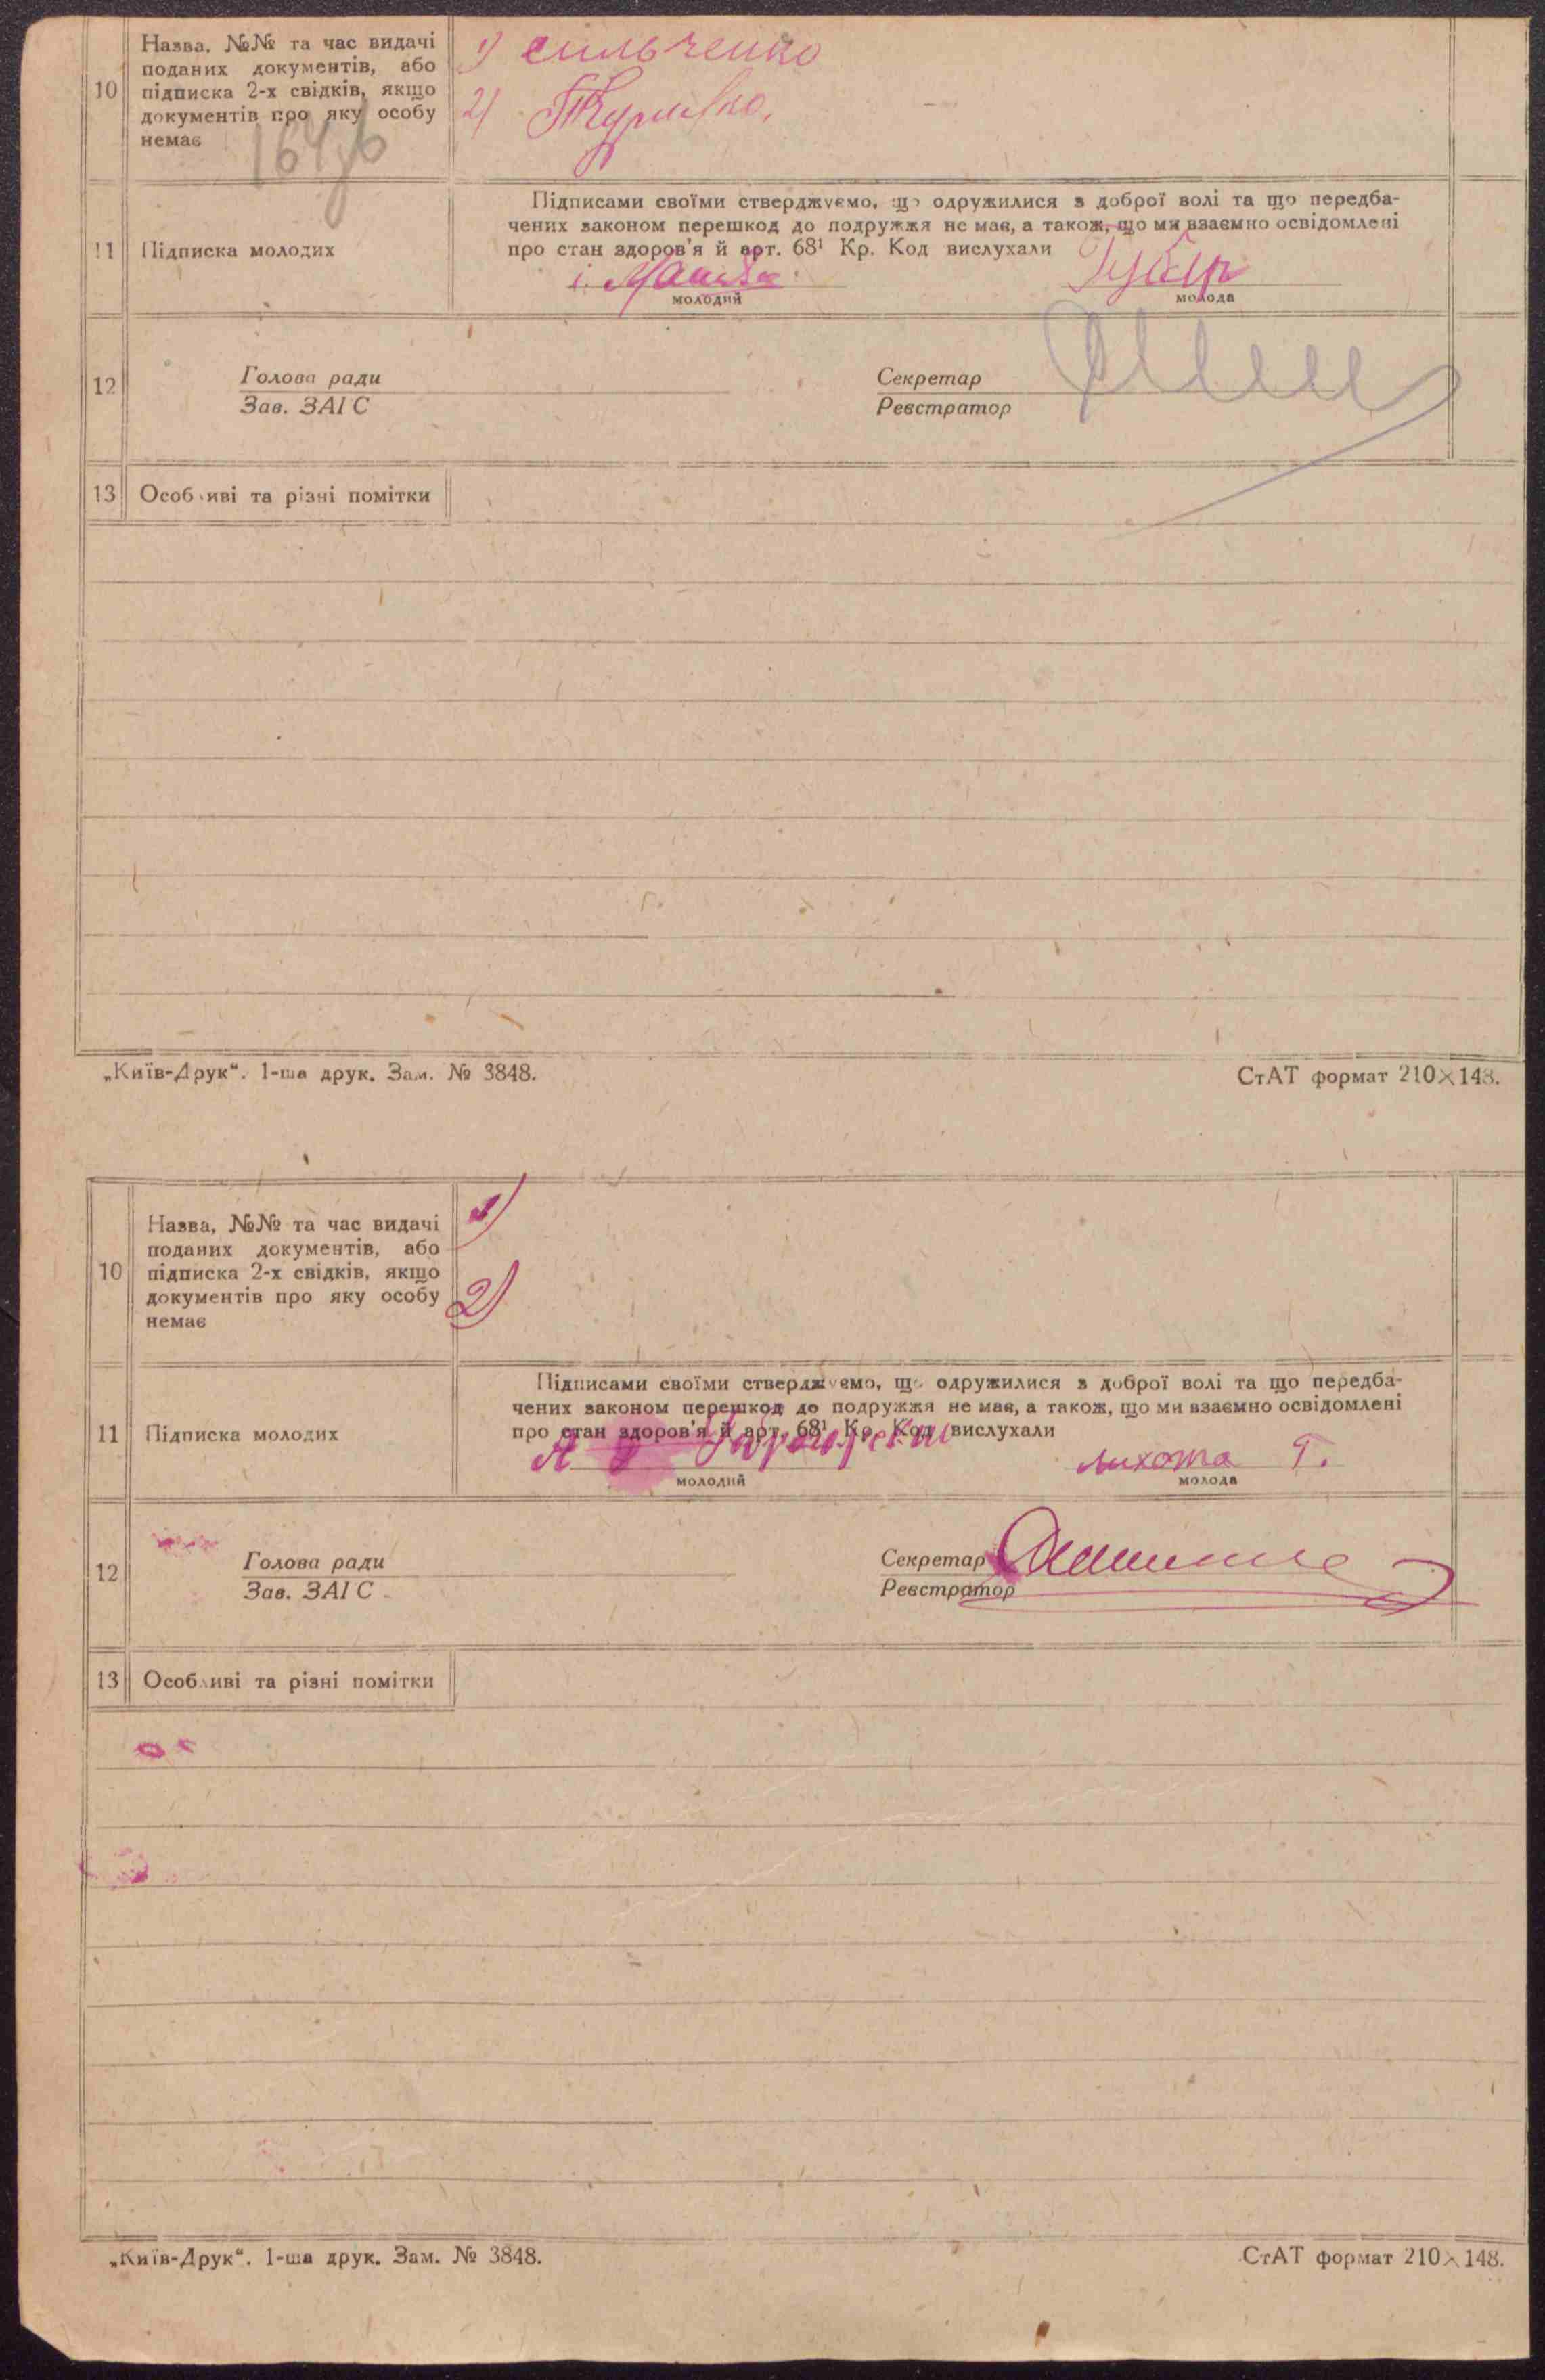 10
Назва, №№ та час видачі
поданих документів, або
підписка 2-х свідків, якщо
документів про яку особу
немає
1) сильченко
2)
11
Підписка молодих
Підписами своїми стверджуємо, що одружилися з доброї волі та що передба-
чених законом перешкод до подружжя не має, а також, що ми взаємно освідомлені
про стан здоров'я й арт. 68¹ Кр. Код вислухали
молодий
молода
12
Голова ради
Зав. ЗАГС
Секретар
Реєстратор
13
Особливі та різні помітки
„Київ-Друк“. 1-ша друк. Зам. № 3848.
СтАТ формат 210×148.
10
Назва, №№ та час видачі
поданих документів, або
підписка 2-х свідків, якщо
документів про яку особу
немає
1)
2)
11
Підписка молодих
Підписами своїми стверджуємо, що одружилися з доброї волі та що передба-
чених законом перешкод до подружжя не має, а також, що ми взаємно освідомлені
про стан здоров'я й арт. 68¹ Кр. Код вислухали
лихота Г.
молодий
молода
12
Голова ради
Зав. ЗАГС
Секретар
Реєстратор
13
Особливі та різні помітки
„Київ-Друк“. 1-ша друк. Зам. № 3848.
СтАТ формат 210×148.